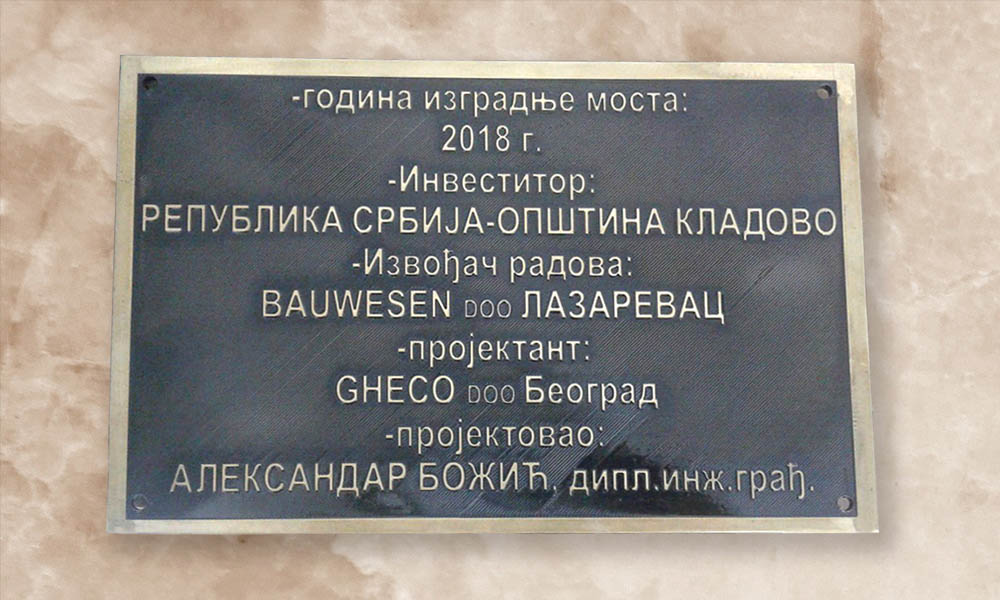 -година изградње моста:
2018 г.
-Инвеститор:
РЕПУБЛИКА СРБИЈА-ОПШТИНА КЛАДОВО
-Извођач радова:
BAUWESEN DOO ЛАЗАРЕВАЦ
-пројектант:
GHECO DOO Београд
-пројектовао:
АЛЕКСАНДАР БОЖИЋ, дипл.инж.грађ.